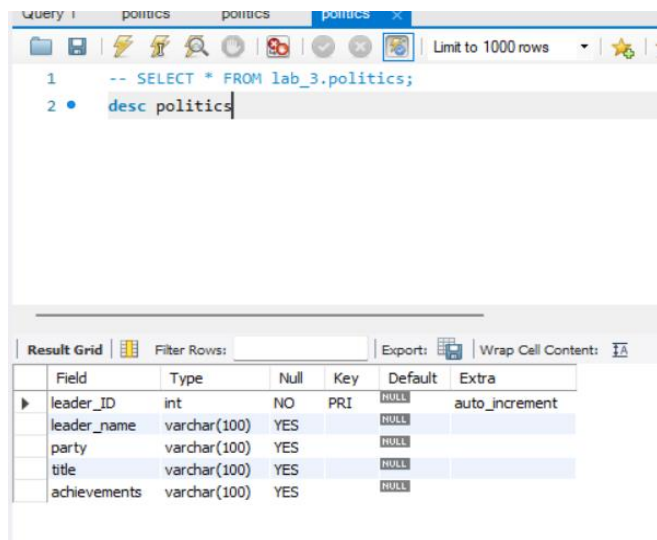 Query 1 politics politics politics
Limit to 1000 rows
1 -- SELECT * FROM lab_3.politics;
2 desc politics
Result Grid Filter Rows: Export: Wrap Cell Content: IA
Field Type Null Key Default Extra
leader_ID int NO PRI NULL auto_increment
leader_name varchar(100) YES NULL
party varchar(100) YES NULL
title varchar(100) YES NULL
achievements varchar(100) YES NULL